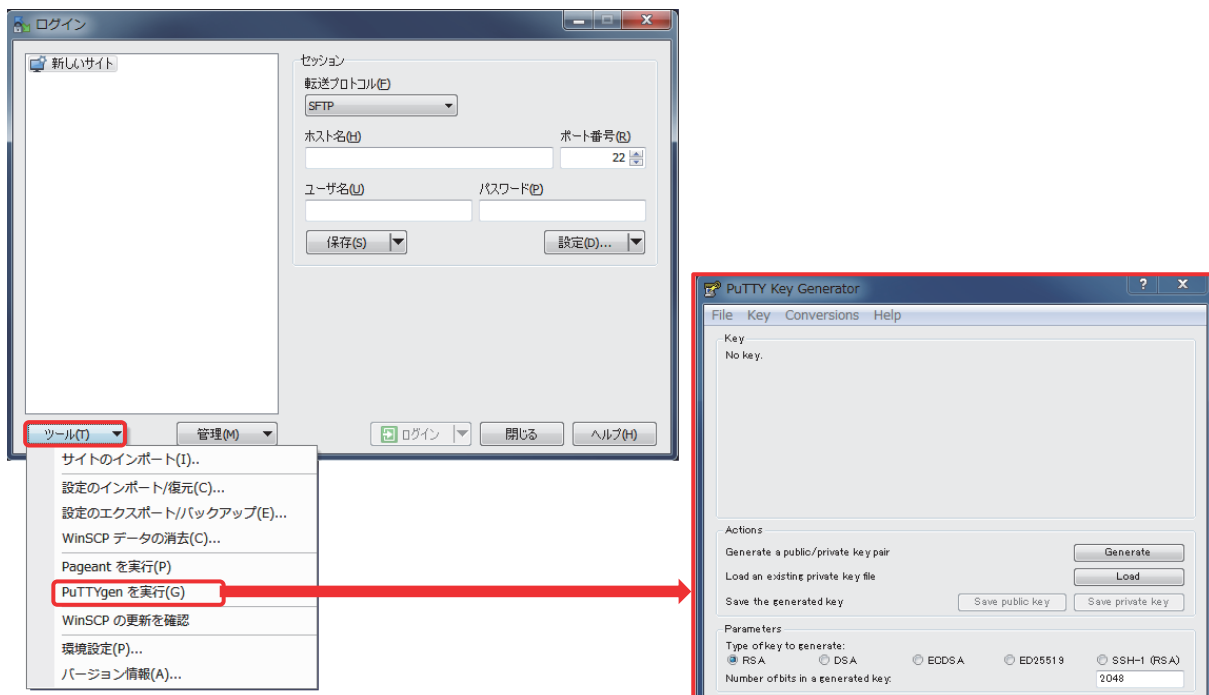 ログイン
新しいサイト
セッション
転送プロトコル(F)
SFTP
ホスト名(H)
ポート番号(R)
22
ユーザ名(U)
パスワード(P)
保存(S)
設定(D)...
ツール(T)
管理(M)
ログイン
閉じる
ヘルプ(H)
サイトのインポート(I)..
設定のインポート/復元(C)...
設定のエクスポート/バックアップ(E)...
WinSCP データの消去(C)...
Pageant を実行(P)
PuTTYgen を実行(G)
WinSCP の更新を確認
環境設定(P)...
バージョン情報(A)...
PuTTY Key Generator
? X
File Key Conversions Help
Key
No key.
Actions
Generate a public/private key pair
Generate
Load an existing private key file
Load
Save the generated key
Save public key
Save private key
Parameters
Type of key to generate:
RSA DSA ECDSA ED25519 SSH-1 (RSA)
Number of bits in a generated key:
2048